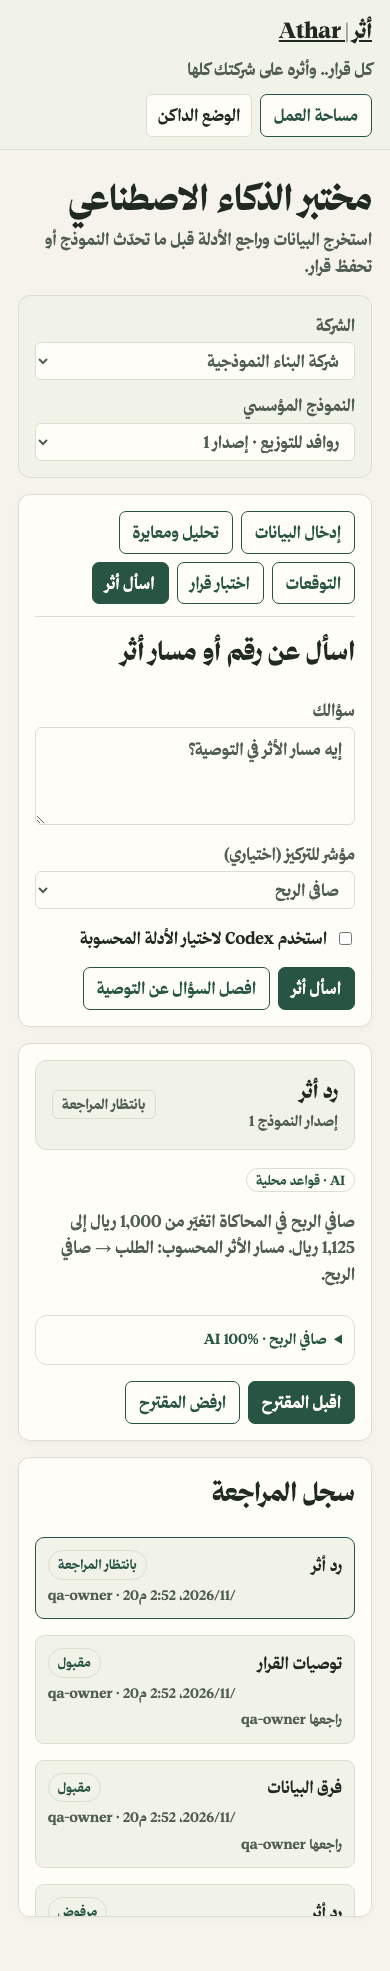 أثر | Athar
كل قرار.. وأثره على شركتك كلها
مساحة العمل
الوضع الداكن
مختبر الذكاء الاصطناعي
استخرج البيانات وراجع الأدلة قبل ما تحدّث النموذج أو
تحفظ قرار.
الشركة
شركة البناء النموذجية
النموذج المؤسسي
روافد للتوزيع · إصدار 1
إدخال البيانات
تحليل ومعايرة
التوقعات
اختبار قرار
اسأل أثر
اسأل عن رقم أو مسار أثر
سؤالك
إيه مسار الأثر في التوصية؟
مؤشر للتركيز (اختياري)
صافي الربح
استخدم Codex لاختيار الأدلة المحسوبة
اسأل أثر
افصل السؤال عن التوصية
رد أثر
إصدار النموذج 1
بانتظار المراجعة
AI · قواعد محلية
صافي الربح في المحاكاة اتغيّر من 1,000 ريال إلى
1,125 ريال. مسار الأثر المحسوب: الطلب → صافي
الربح.
صافي الربح · AI 100%
اقبل المقترح
ارفض المقترح
سجل المراجعة
رد أثر
بانتظار المراجعة
qa-owner · 20‏/11‏/2026، 2:52 م
توصيات القرار
مقبول
qa-owner · 20‏/11‏/2026، 2:52 م
راجعها qa-owner
فرق البيانات
مقبول
qa-owner · 20‏/11‏/2026، 2:52 م
راجعها qa-owner
رد أثر
مرفوض